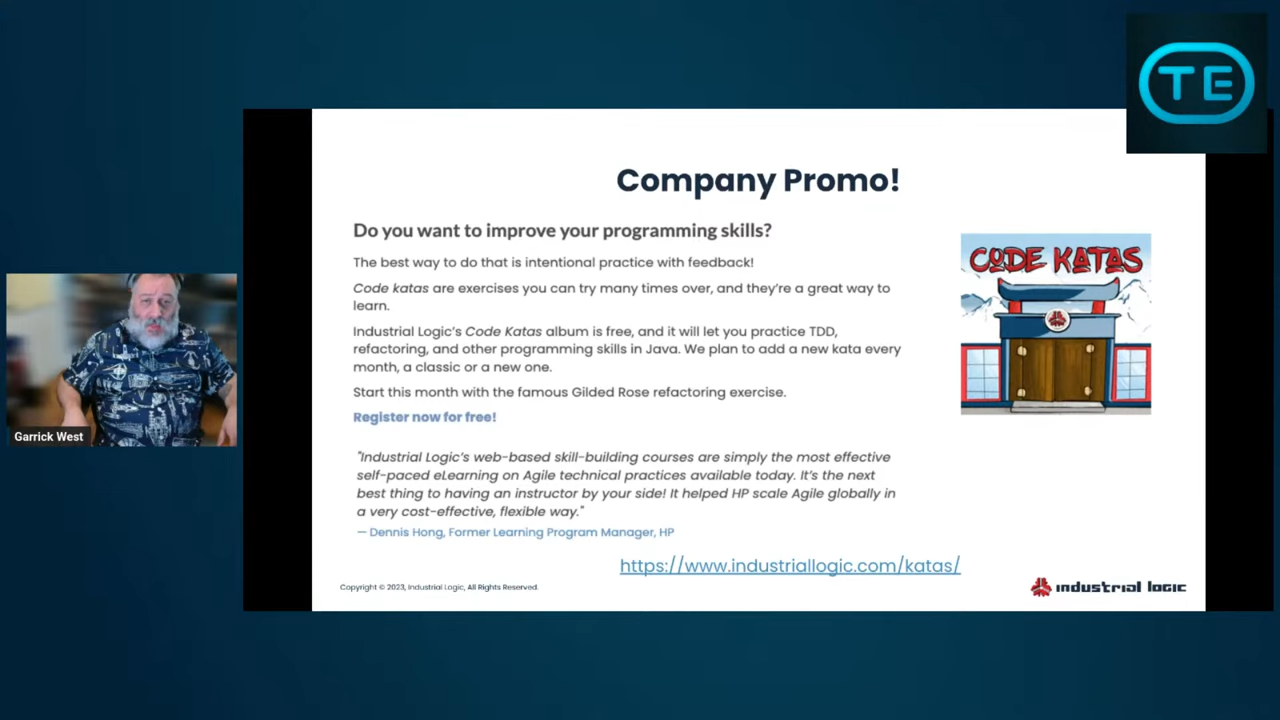 TE
Company Promo!
Do you want to improve your programming skills?
The best way to do that is intentional practice with feedback!
Code katas are exercises you can try many times over, and they're a great way to
learn.
Industrial Logic's Code Katas album is free, and it will let you practice TDD,
refactoring, and other programming skills in Java. We plan to add a new kata every
month, a classic or a new one.
Start this month with the famous Gilded Rose refactoring exercise.
Register now for free!
CODE KATAS
"Industrial Logic's web-based skill-building courses are simply the most effective
self-paced eLearning on Agile technical practices available today. It's the next
best thing to having an instructor by your side! It helped HP scale Agile globally in
a very cost-effective, flexible way."
— Dennis Hong, Former Learning Program Manager, HP
https://www.industriallogic.com/katas/
Copyright © 2023, Industrial Logic, All Rights Reserved.
industrial logic
Garrick West